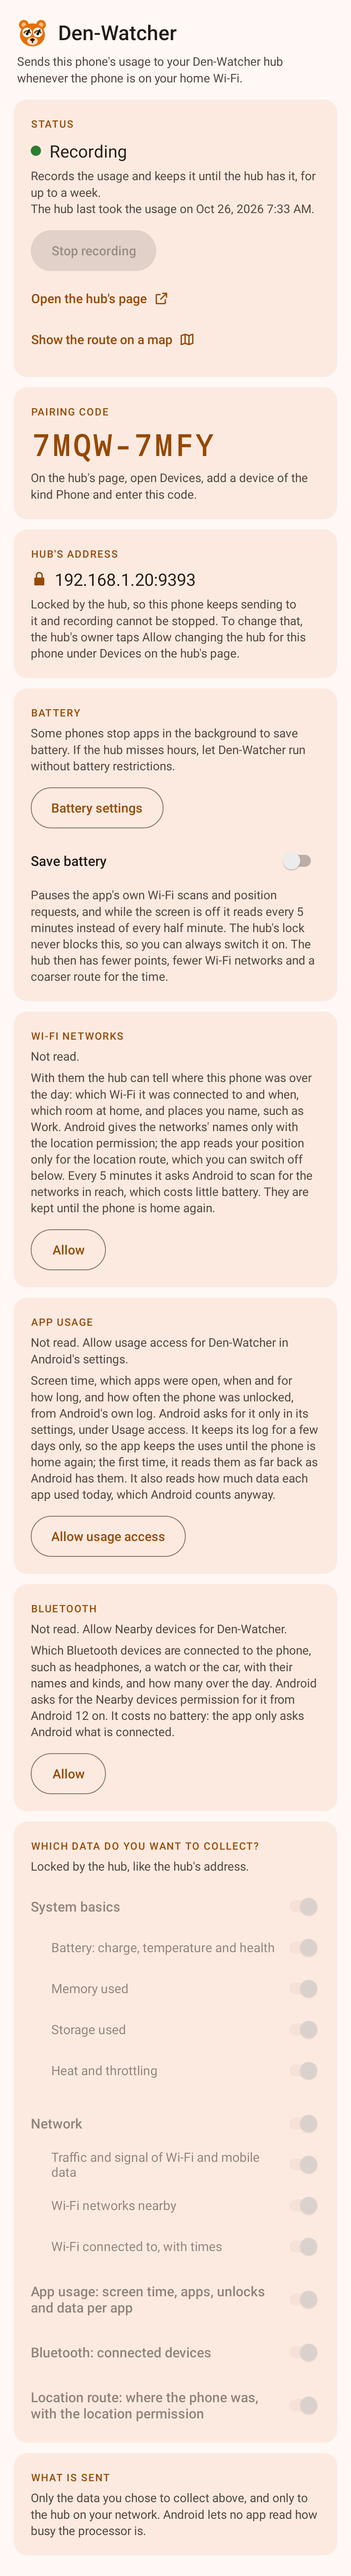 Den-Watcher
Sends this phone's usage to your Den-Watcher hub
whenever the phone is on your home Wi-Fi.
STATUS
Recording
Records the usage and keeps it until the hub has it, for
up to a week.
The hub last took the usage on Oct 26, 2026 7:33 AM.
Stop recording
Open the hub's page
Show the route on a map
PAIRING CODE
7MQW-7MFY
On the hub's page, open Devices, add a device of the
kind Phone and enter this code.
HUB'S ADDRESS
192.168.1.20:9393
Locked by the hub, so this phone keeps sending to
it and recording cannot be stopped. To change that,
the hub's owner taps Allow changing the hub for this
phone under Devices on the hub's page.
BATTERY
Some phones stop apps in the background to save
battery. If the hub misses hours, let Den-Watcher run
without battery restrictions.
Battery settings
Save battery
Pauses the app's own Wi-Fi scans and position
requests, and while the screen is off it reads every 5
minutes instead of every half minute. The hub's lock
never blocks this, so you can always switch it on. The
hub then has fewer points, fewer Wi-Fi networks and a
coarser route for the time.
WI-FI NETWORKS
Not read.
With them the hub can tell where this phone was over
the day: which Wi-Fi it was connected to and when,
which room at home, and places you name, such as
Work. Android gives the networks' names only with
the location permission; the app reads your position
only for the location route, which you can switch off
below. Every 5 minutes it asks Android to scan for the
networks in reach, which costs little battery. They are
kept until the phone is home again.
Allow
APP USAGE
Not read. Allow usage access for Den-Watcher in
Android's settings.
Screen time, which apps were open, when and for
how long, and how often the phone was unlocked,
from Android's own log. Android asks for it only in its
settings, under Usage access. It keeps its log for a few
days only, so the app keeps the uses until the phone is
home again; the first time, it reads them as far back as
Android has them. It also reads how much data each
app used today, which Android counts anyway.
Allow usage access
BLUETOOTH
Not read. Allow Nearby devices for Den-Watcher.
Which Bluetooth devices are connected to the phone,
such as headphones, a watch or the car, with their
names and kinds, and how many over the day. Android
asks for the Nearby devices permission for it from
Android 12 on. It costs no battery: the app only asks
Android what is connected.
Allow
WHICH DATA DO YOU WANT TO COLLECT?
Locked by the hub, like the hub's address.
System basics
Battery: charge, temperature and health
Memory used
Storage used
Heat and throttling
Network
Traffic and signal of Wi-Fi and mobile
data
Wi-Fi networks nearby
Wi-Fi connected to, with times
App usage: screen time, apps, unlocks
and data per app
Bluetooth: connected devices
Location route: where the phone was,
with the location permission
WHAT IS SENT
Only the data you chose to collect above, and only to
the hub on your network. Android lets no app read how
busy the processor is.